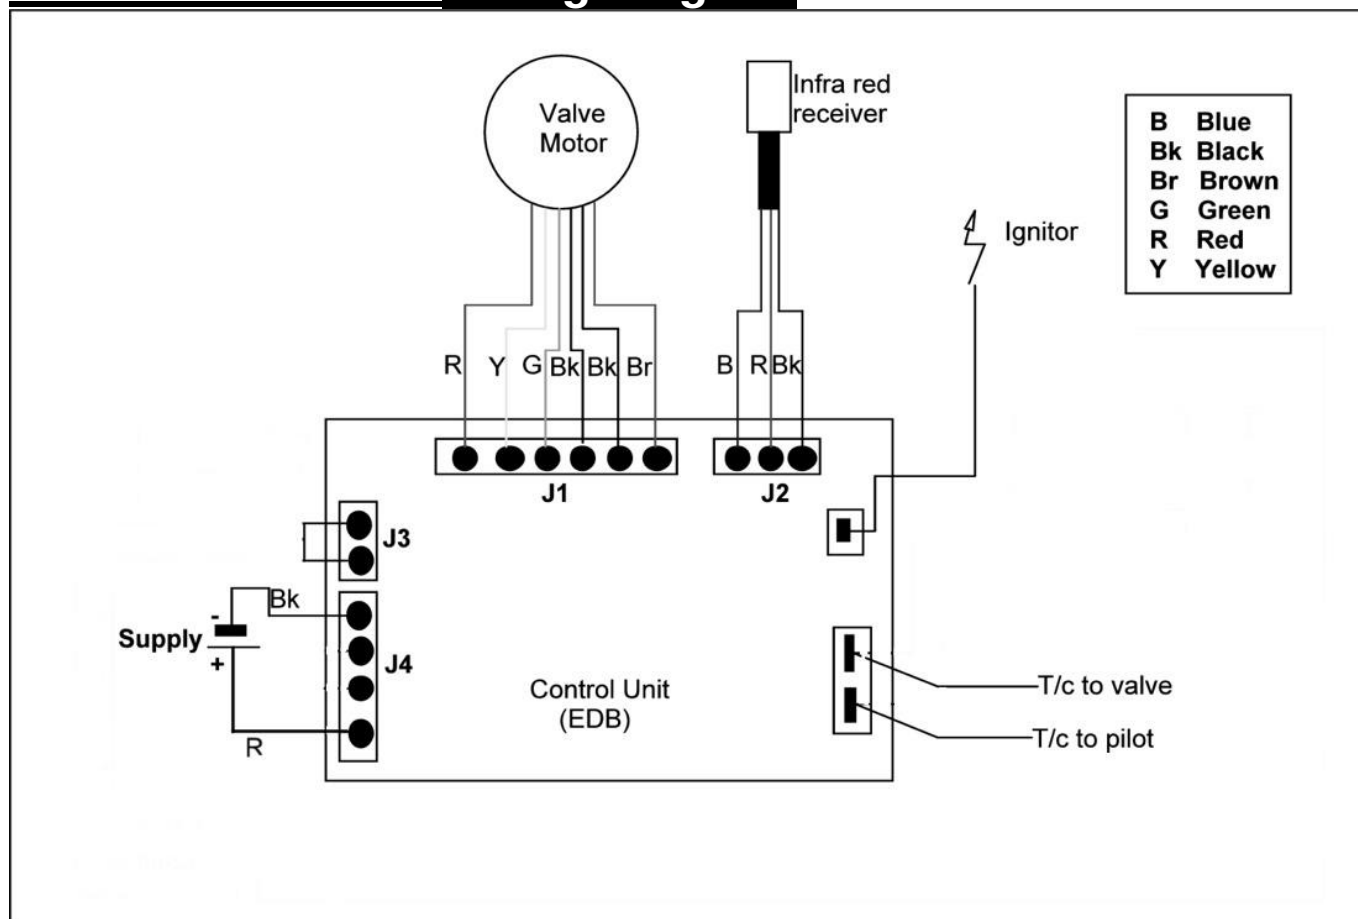 Valve
Motor
Infra red
receiver
B Blue
Bk Black
Br Brown
G Green
R Red
Y Yellow
Ignitor
R Y G Bk Bk Br
B R Bk
J1
J2
J3
Bk
-
Supply
+
J4
R
Control Unit
(EDB)
T/c to valve
T/c to pilot